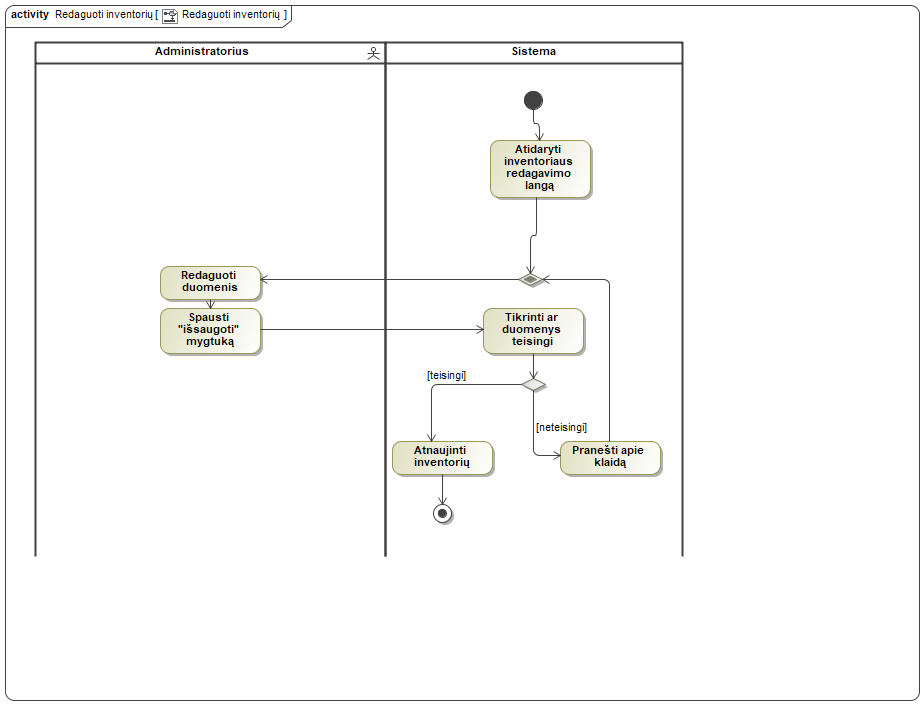 activity Redaguoti inventorių [ Redaguoti inventorių ]
Administratorius
Sistema
Atidaryti
inventoriaus
redagavimo
langą
Redaguoti
duomenis
Spausti
"išsaugoti"
mygtuką
Tikrinti ar
duomenys
teisingi
[teisingi]
[neteisingi]
Atnaujinti
inventorių
Pranešti apie
klaidą